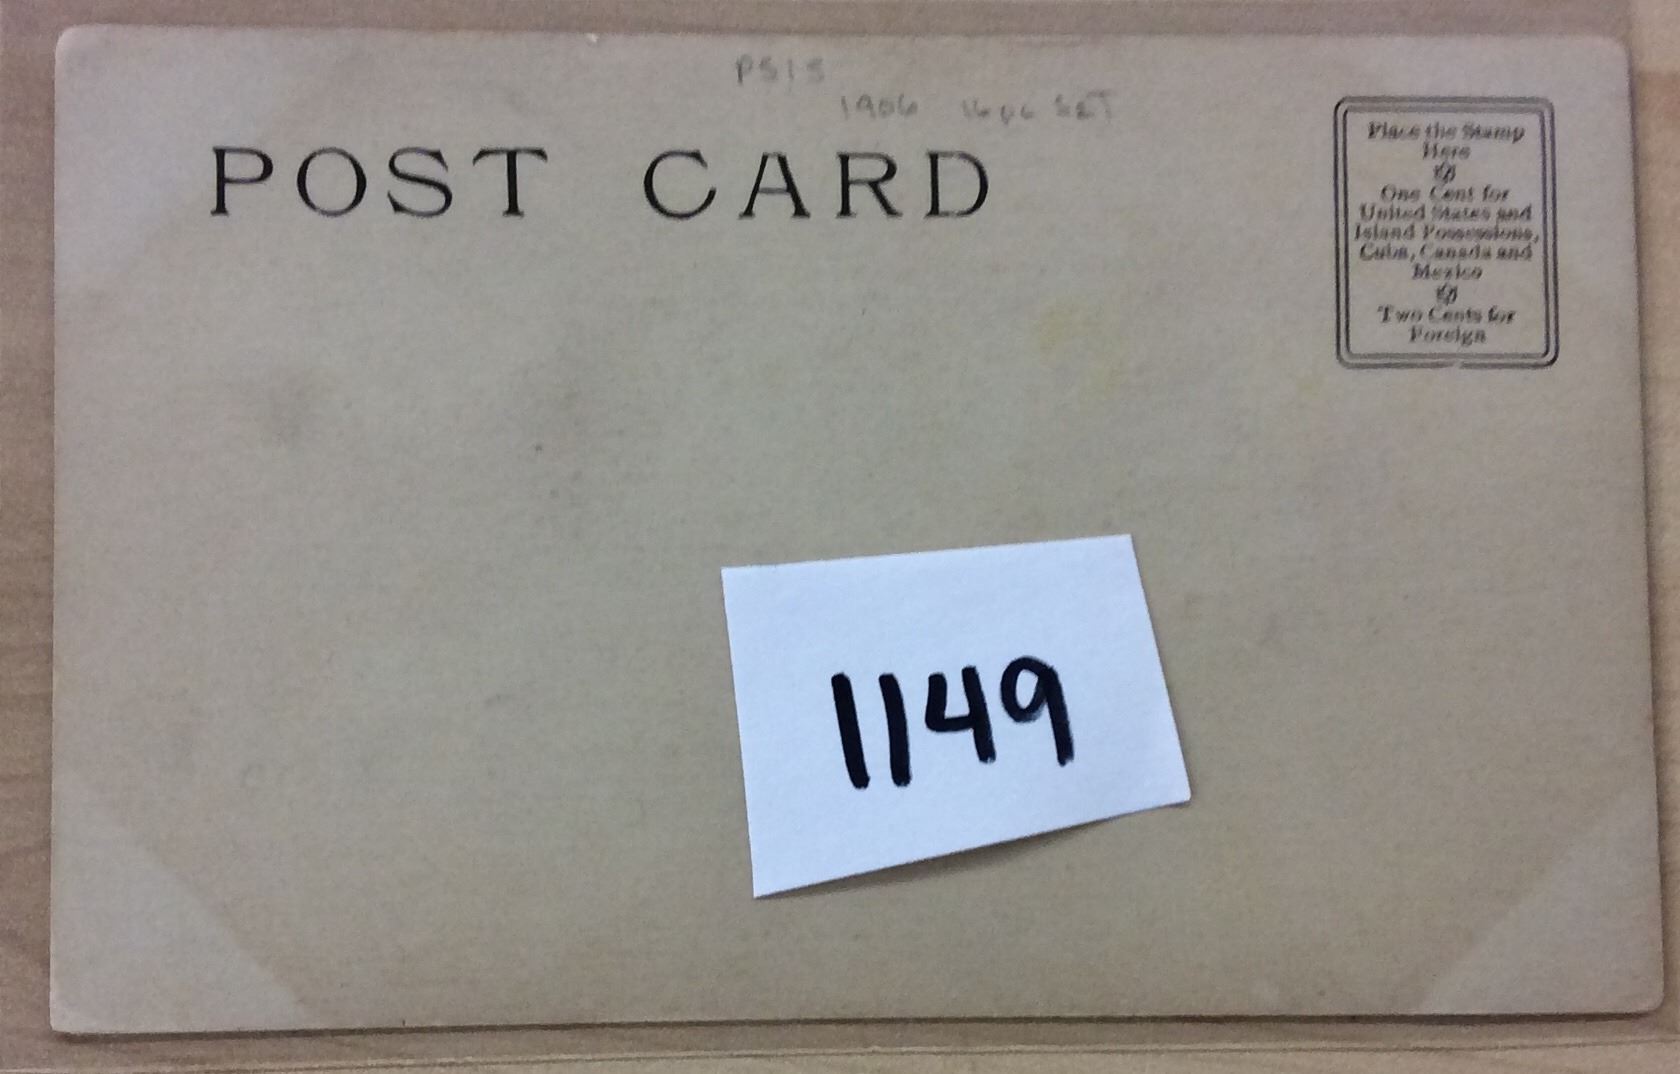 PS15
1906 16 pc SET
POST CARD
Place the Stamp
Here
One Cent for
United States and
Island Possessions,
Cuba, Canada and
Mexico
Two Cents for
Foreign
1149